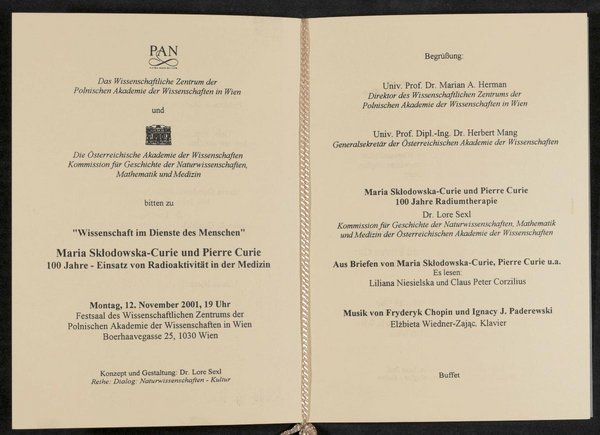 PAN
Das Wissenschaftliche Zentrum der
Polnischen Akademie der Wissenschaften in Wien
und
Die Österreichische Akademie der Wissenschaften
Kommission für Geschichte der Naturwissenschaften,
Mathematik und Medizin
bitten zu
"Wissenschaft im Dienste des Menschen"
Maria Skłodowska-Curie und Pierre Curie
100 Jahre - Einsatz von Radioaktivität in der Medizin
Montag, 12. November 2001, 19 Uhr
Festsaal des Wissenschaftlichen Zentrums der
Polnischen Akademie der Wissenschaften in Wien
Boerhaavegasse 25, 1030 Wien
Konzept und Gestaltung: Dr. Lore Sexl
Reihe: Dialog: Naturwissenschaften - Kultur
Begrüßung:
Univ. Prof. Dr. Marian A. Herman
Direktor des Wissenschaftlichen Zentrums der
Polnischen Akademie der Wissenschaften in Wien
Univ. Prof. Dipl.-Ing. Dr. Herbert Mang
Generalsekretär der Österreichischen Akademie der Wissenschaften
Maria Skłodowska-Curie und Pierre Curie
100 Jahre Radiumtherapie
Dr. Lore Sexl
Kommission für Geschichte der Naturwissenschaften, Mathematik
und Medizin der Österreichischen Akademie der Wissenschaften
Aus Briefen von Maria Skłodowska-Curie, Pierre Curie u.a.
Es lesen:
Liliana Niesielska und Claus Peter Corzilius
Musik von Fryderyk Chopin und Ignacy J. Paderewski
Elżbieta Wiedner-Zając, Klavier
Buffet